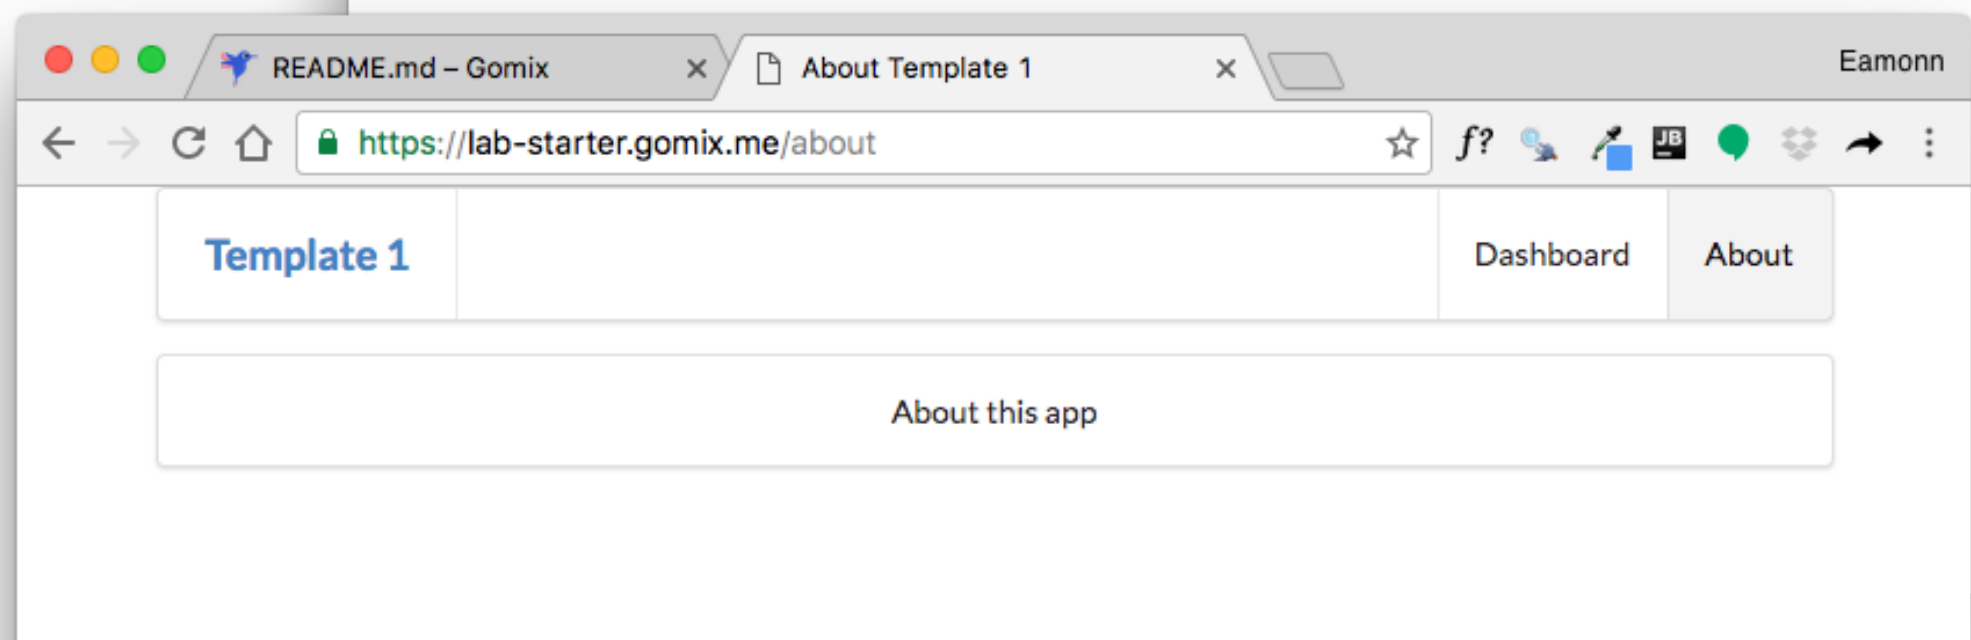 README.md – Gomix
About Template 1
Eamonn
https://lab-starter.gomix.me/about
f?
JB
Template 1
Dashboard
About
About this app